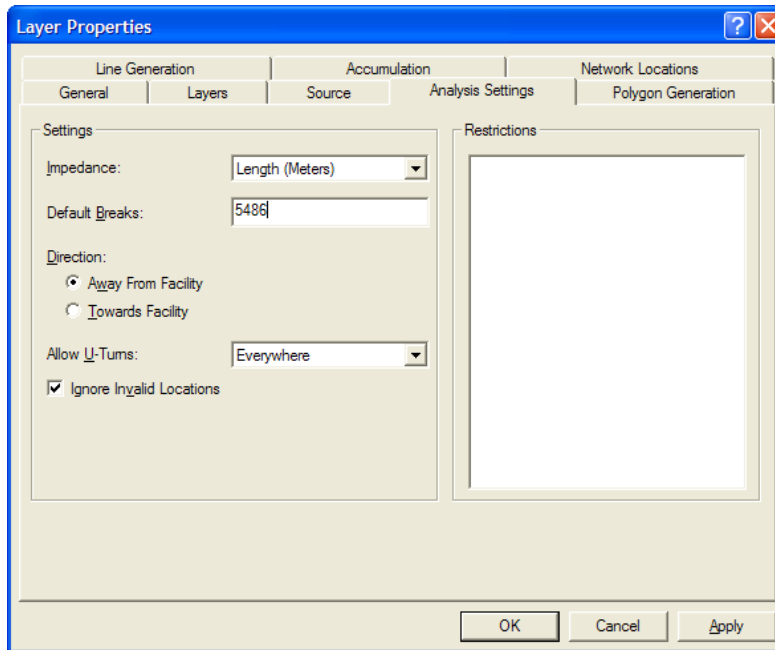 Layer Properties
Line Generation Accumulation Network Locations
General Layers Source Analysis Settings Polygon Generation
Settings Restrictions
Impedance: Length (Meters)
Default Breaks: 5486
Direction:
Away From Facility
Towards Facility
Allow U-Turns: Everywhere
Ignore Invalid Locations
OK Cancel Apply